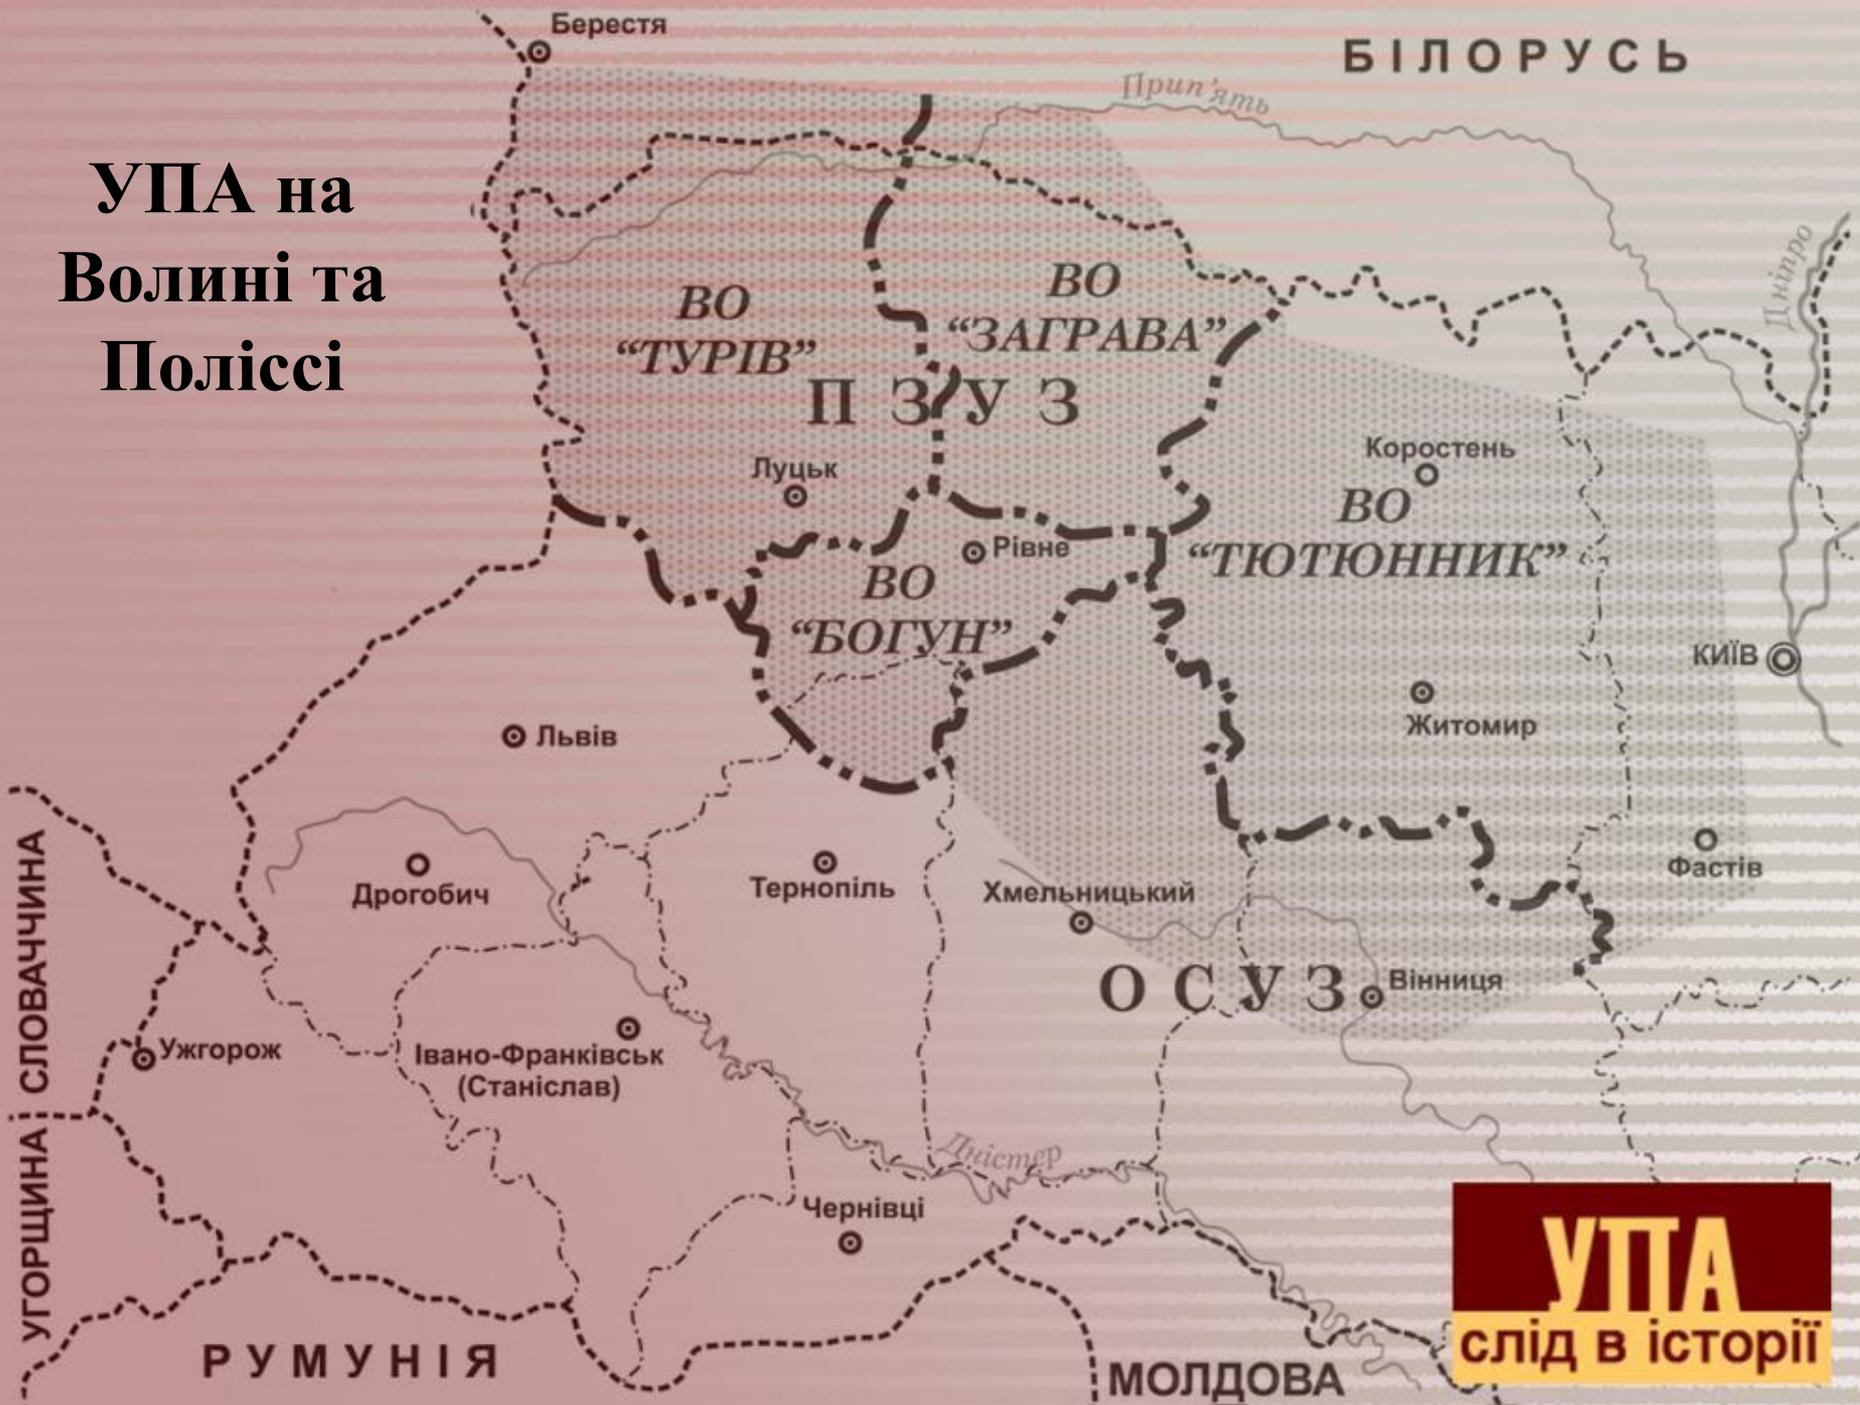 Берестя
БІЛОРУСЬ
Прип'ять
УПА на
Волині та
Поліссі
Дніпро
ВО
“ТУРІВ”
ВО
“ЗАГРАВА”
ПЗУЗ
Луцьк
Коростень
ВО
“ТЮТЮННИК”
Рівне
ВО
“БОГУН”
КИЇВ
Житомир
Львів
Фастів
Дрогобич
Тернопіль
Хмельницький
ОСУЗ
Вінниця
СЛОВАЧЧИНА
Ужгорож
Івано-Франківськ
(Станіслав)
УГОРЩИНА
Дністер
Чернівці
РУМУНІЯ
МОЛДОВА
УПА
слід в історії